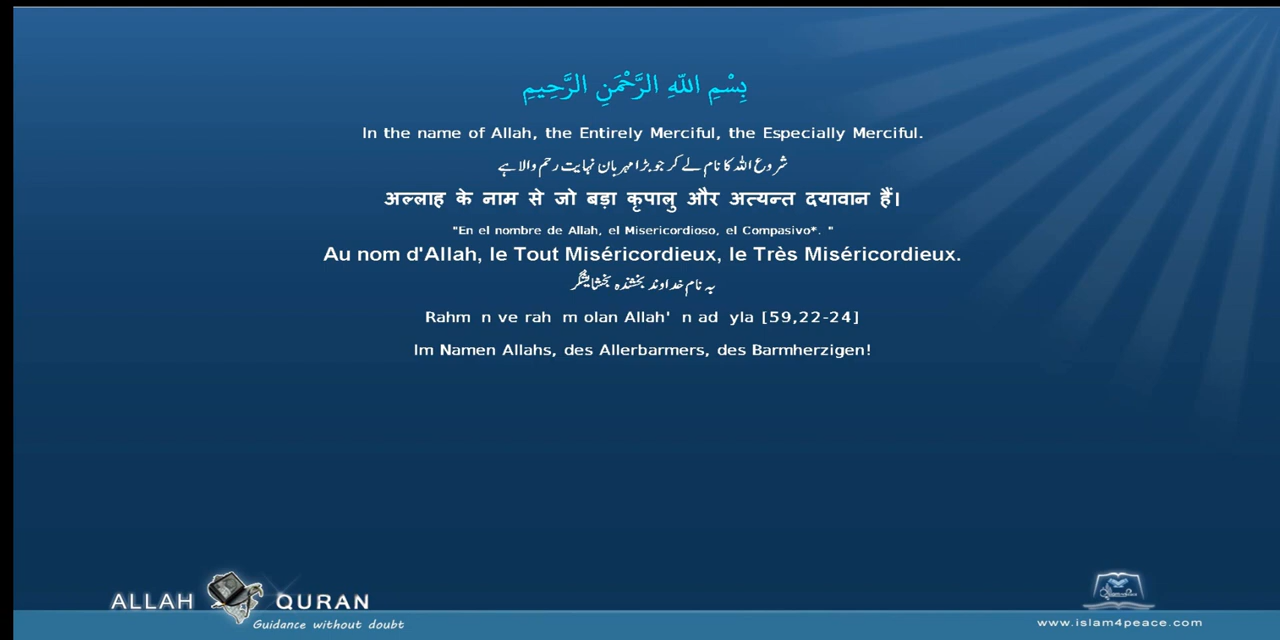 بِسْمِ اللّٰهِ الرَّحْمَنِ الرَّحِيمِ
In the name of Allah, the Entirely Merciful, the Especially Merciful.
شروع الله کا نام لے کر جو بڑا مہربان نہایت رحم والا ہے
अल्लाह के नाम से जो बड़ा कृपालु और अत्यन्त दयावान हैं।
"En el nombre de Allah, el Misericordioso, el Compasivo*. "
Au nom d'Allah, le Tout Miséricordieux, le Très Miséricordieux.
به نام خداوند بخشنده بخشایشگر
Rahm n ve rah m olan Allah' n ad yla [59,22-24]
Im Namen Allahs, des Allerbarmers, des Barmherzigen!
ALLAH QURAN
Guidance without doubt
www.islam4peace.com